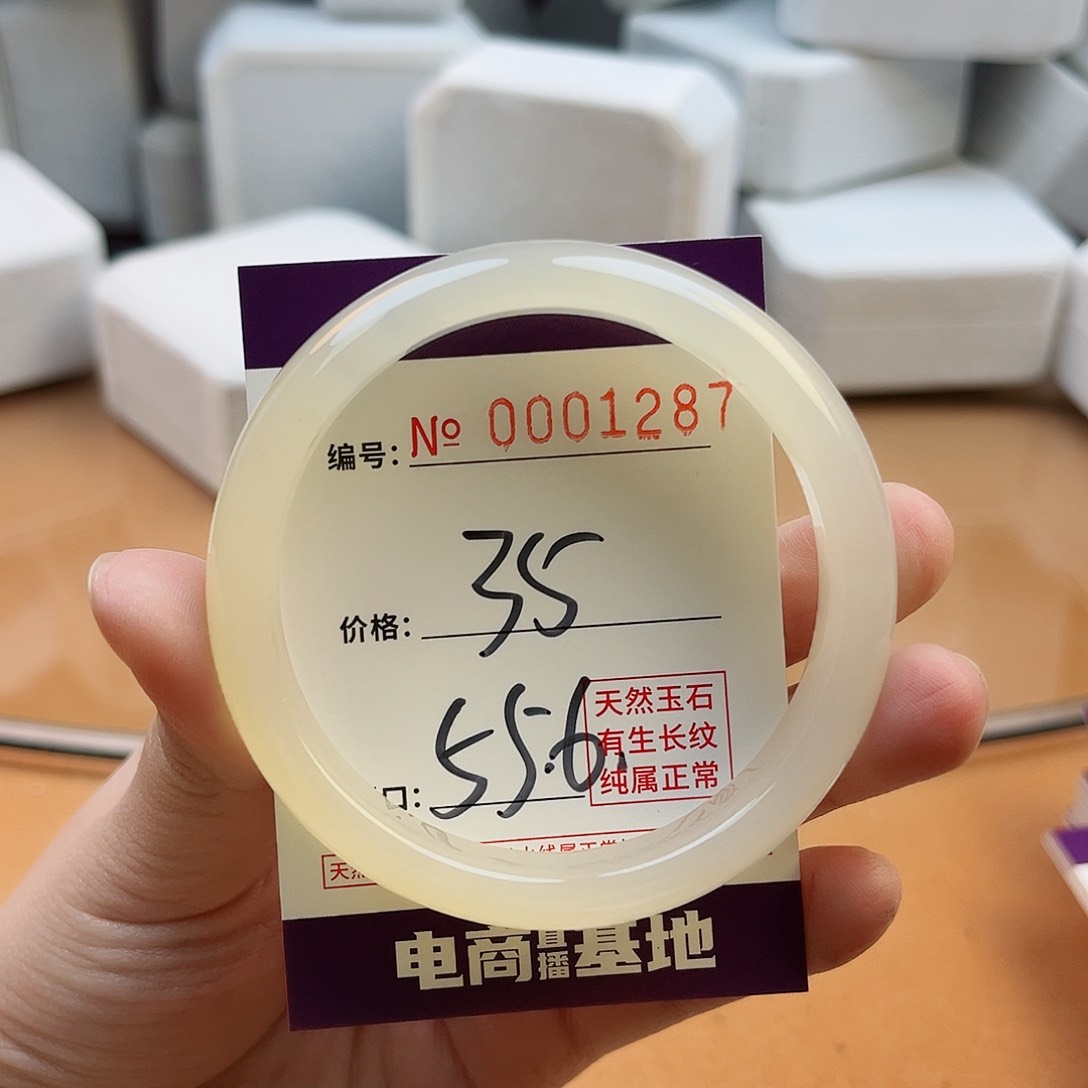 编号: № 0001287
价格: 35
口: 55.6
天然玉石
有生长纹
纯属正常
电商直播基地